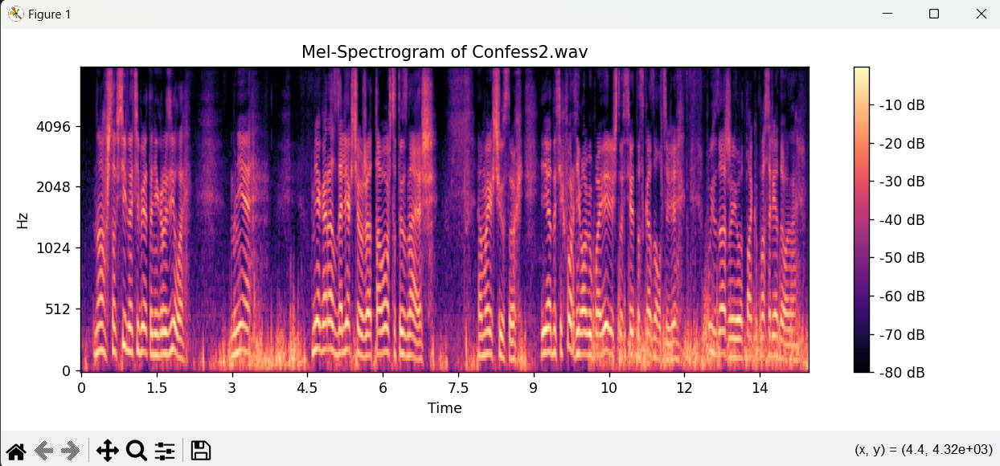 Figure 1
Mel-Spectrogram of Confess2.wav
Hz
4096
2048
1024
512
0
0 1.5 3 4.5 6 7.5 9 10 12 14
Time
-10 dB
-20 dB
-30 dB
-40 dB
-50 dB
-60 dB
-70 dB
-80 dB
(x, y) = (4.4, 4.32e+03)